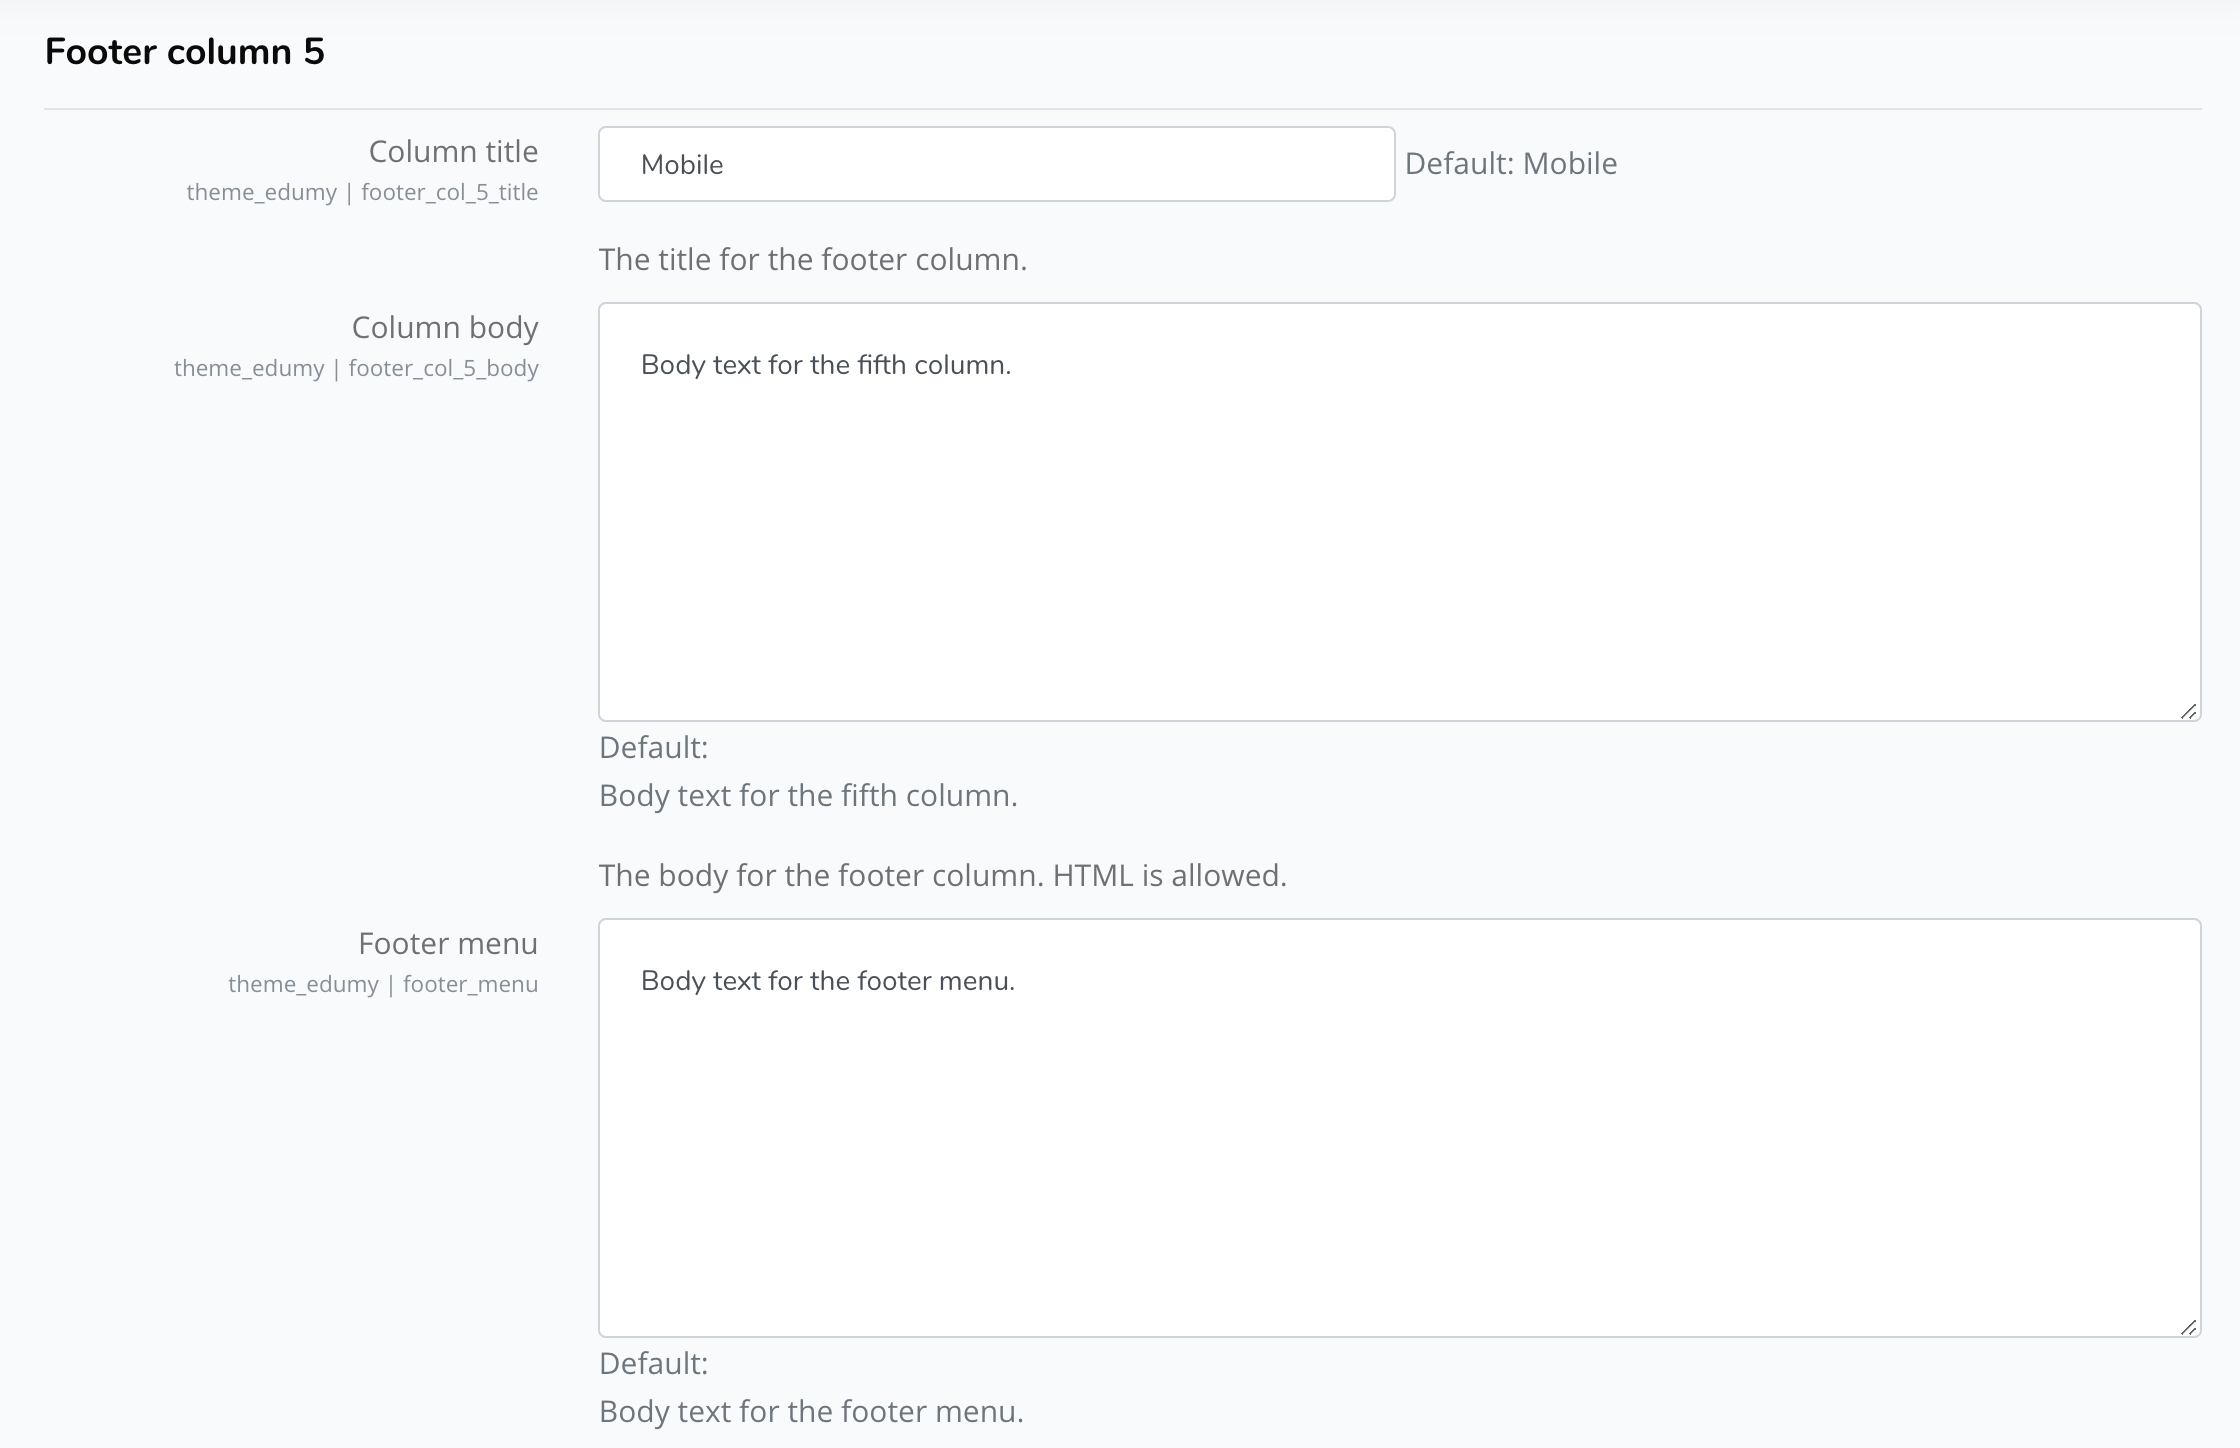 Footer column 5
Column title
theme_edumy | footer_col_5_title
Mobile
Default: Mobile
The title for the footer column.
Column body
theme_edumy | footer_col_5_body
Body text for the fifth column.
Default:
Body text for the fifth column.
The body for the footer column. HTML is allowed.
Footer menu
theme_edumy | footer_menu
Body text for the footer menu.
Default:
Body text for the footer menu.